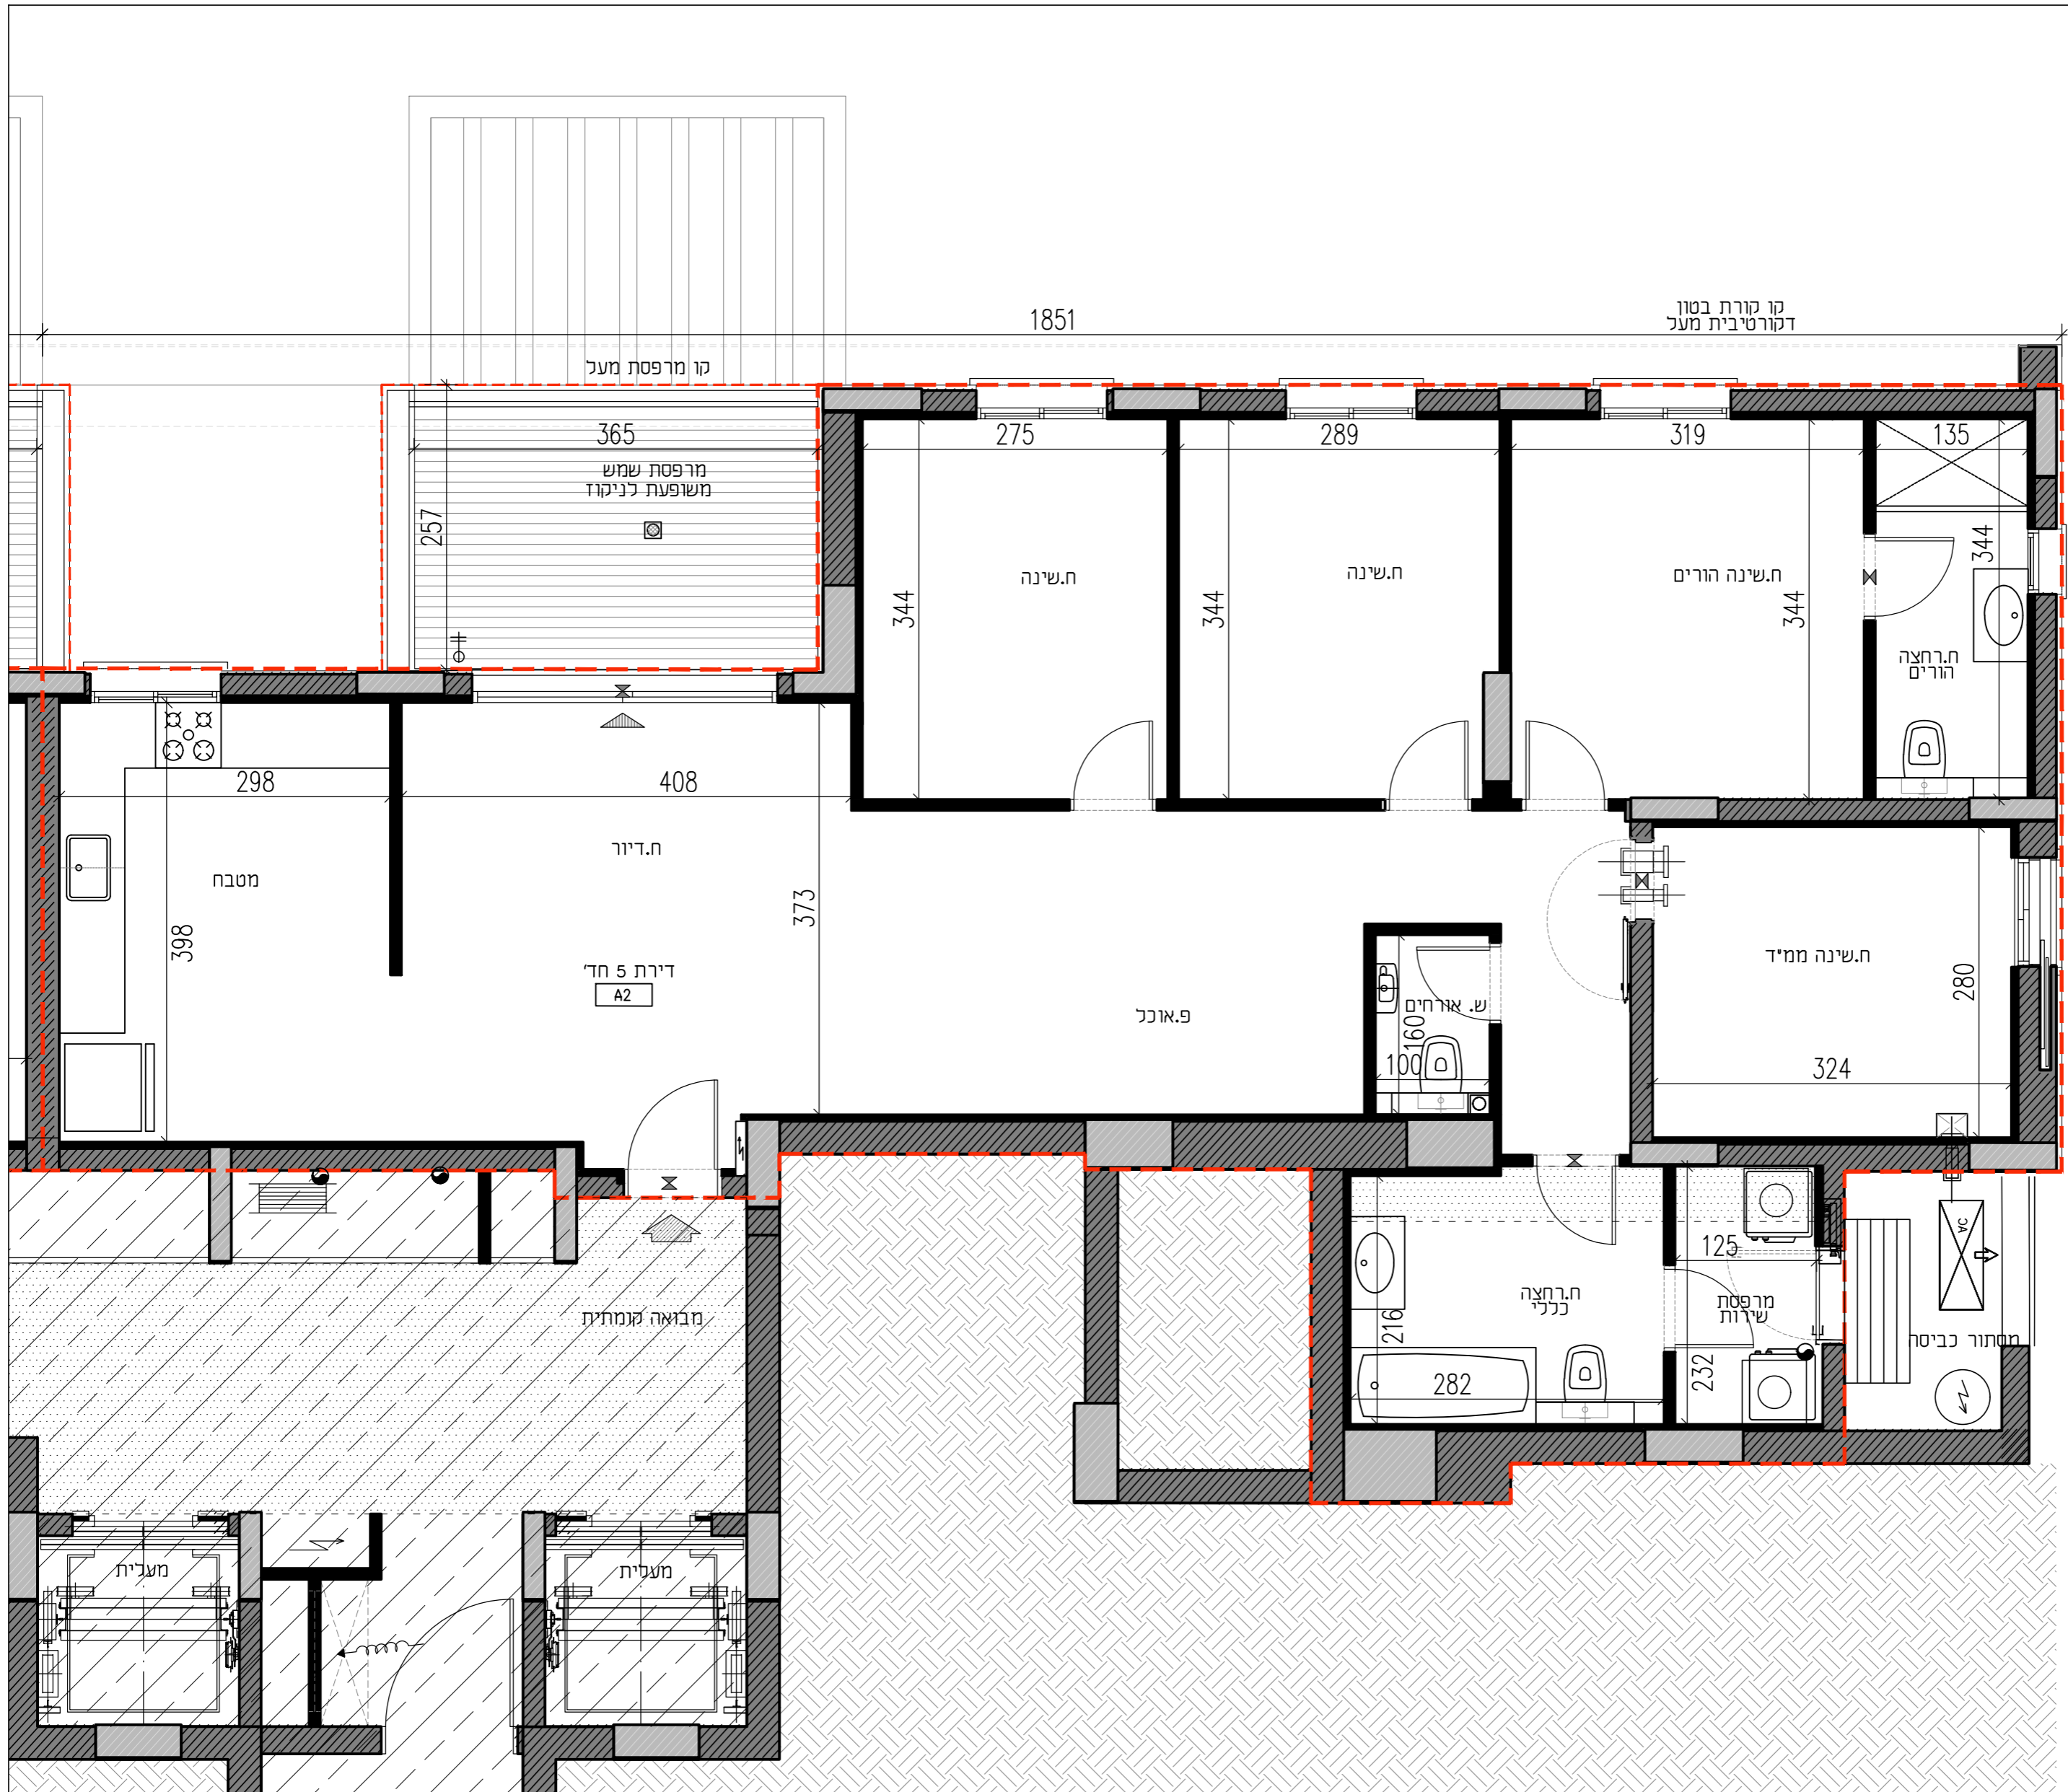 קו קורת בטון
דקורטיבית מעל
1851
קו מרפסת מעל
365
275
289
319
135
מרפסת שמש
משופעת לניקוז
257
344
344
344
344
ח.שינה
ח.שינה
ח.שינה הורים
ח.רחצה
הורים
298
408
ח.דיור
מטבח
373
398
ח.שינה ממ"ד
280
דירת 5 חד'
A2
פ.אוכל
ש. אורחים
160
100
324
125
AC
ח.רחצה
כללי
מרפסת
שירות
מסתור כביסה
216
232
282
מבואה קומתית
מעלית
מעלית